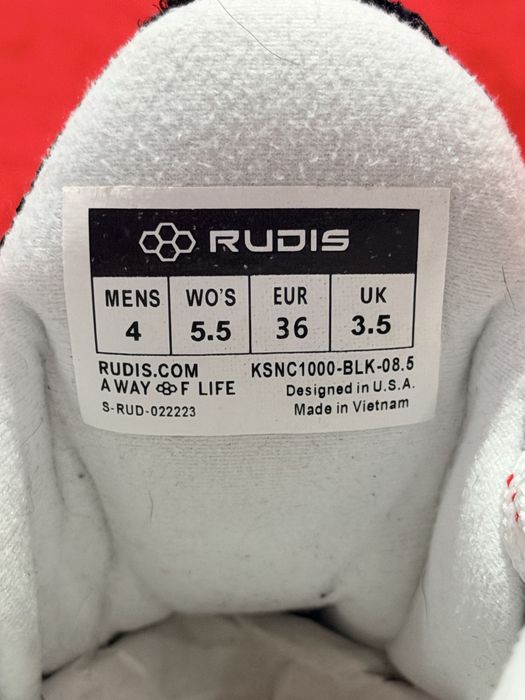 RUDIS
MENS WO'S EUR UK
4 5.5 36 3.5
RUDIS.COM KSNC1000-BLK-08.5
A WAY OF LIFE Designed in U.S.A.
S-RUD-022223 Made in Vietnam